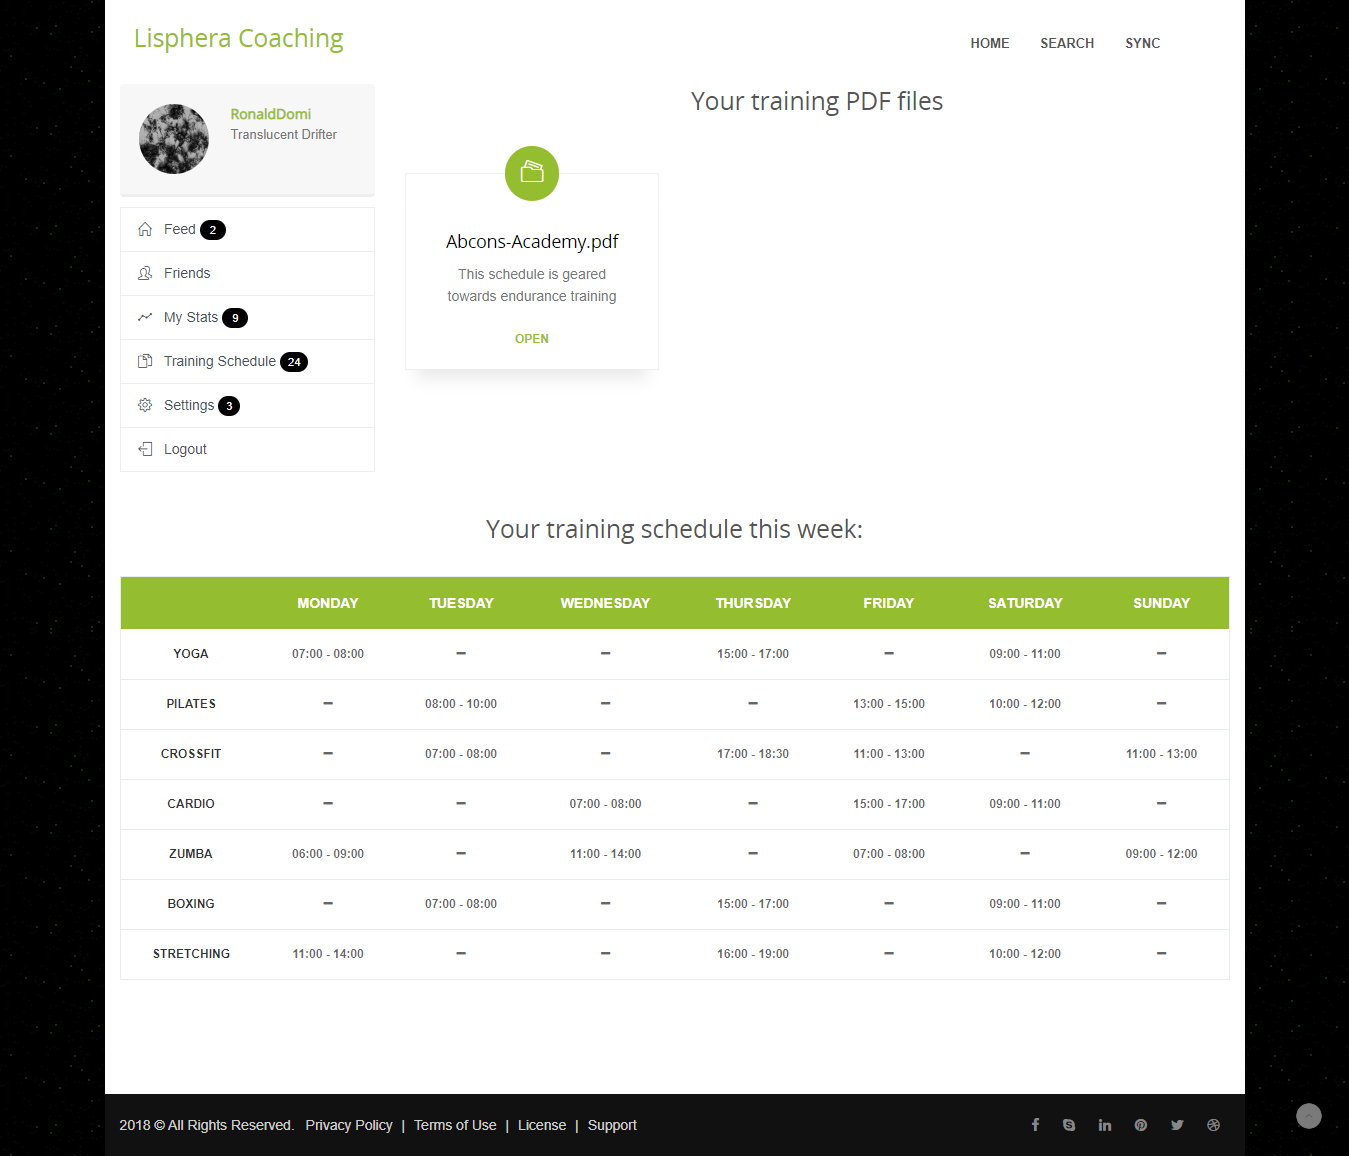 Lisphera Coaching
HOME SEARCH SYNC
RonaldDomi
Translucent Drifter
Feed 2
Friends
My Stats 9
Training Schedule 24
Settings 3
Logout
Your training PDF files
Abcons-Academy.pdf
This schedule is geared
towards endurance training
OPEN
Your training schedule this week:
MONDAY TUESDAY WEDNESDAY THURSDAY FRIDAY SATURDAY SUNDAY
YOGA 07:00 - 08:00 – – 15:00 - 17:00 – 09:00 - 11:00 –
PILATES – 08:00 - 10:00 – – 13:00 - 15:00 10:00 - 12:00 –
CROSSFIT – 07:00 - 08:00 – 17:00 - 18:30 11:00 - 13:00 – 11:00 - 13:00
CARDIO – – 07:00 - 08:00 – 15:00 - 17:00 09:00 - 11:00 –
ZUMBA 06:00 - 09:00 – 11:00 - 14:00 – 07:00 - 08:00 – 09:00 - 12:00
BOXING – 07:00 - 08:00 – 15:00 - 17:00 – 09:00 - 11:00 –
STRETCHING 11:00 - 14:00 – – 16:00 - 19:00 – 10:00 - 12:00 –
2018 © All Rights Reserved. Privacy Policy | Terms of Use | License | Support